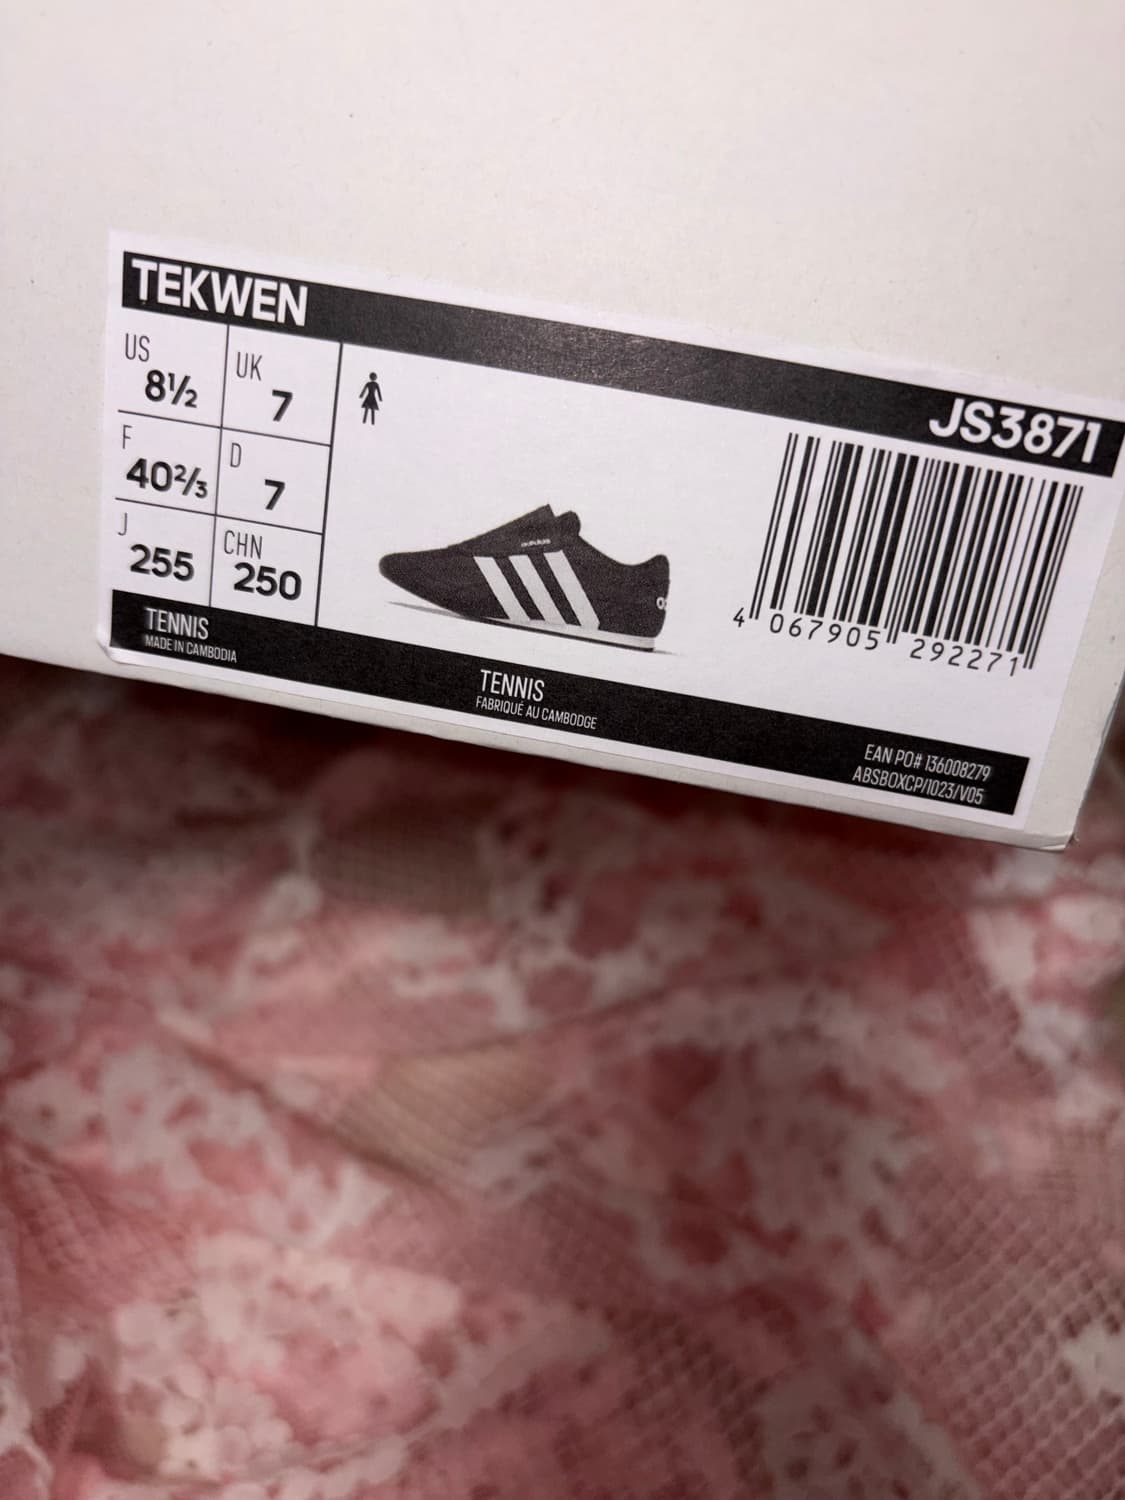 TEKWEN
JS3871
US
8½
UK
7
F
40⅔
D
7
J
255
CHN
250
adidas
4 067905 292271
TENNIS
MADE IN CAMBODIA
TENNIS
FABRIQUÉ AU CAMBODGE
EAN PO# 136008279
ABSBOXCP/1023/V05